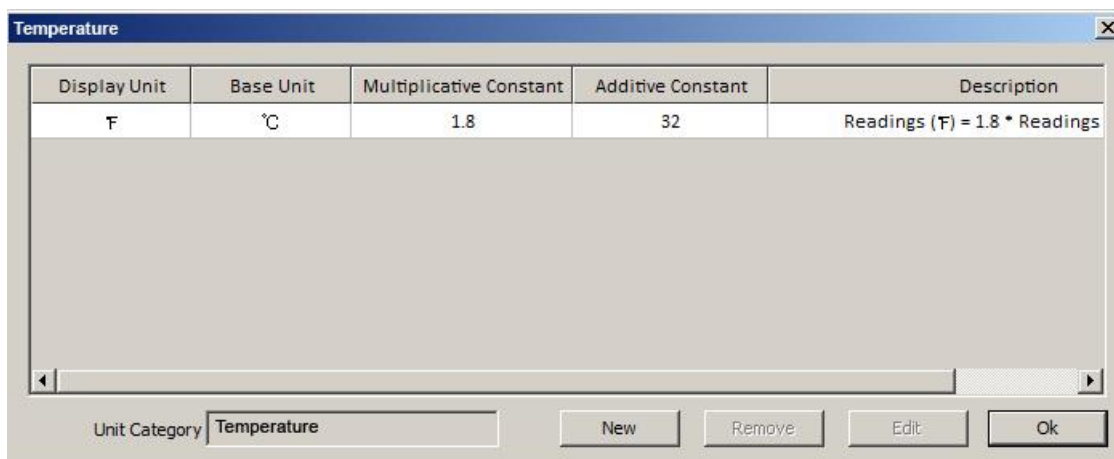 Temperature
Display Unit Base Unit Multiplicative Constant Additive Constant Description
℉ ℃ 1.8 32 Readings (℉) = 1.8 * Readings
Unit Category Temperature New Remove Edit Ok